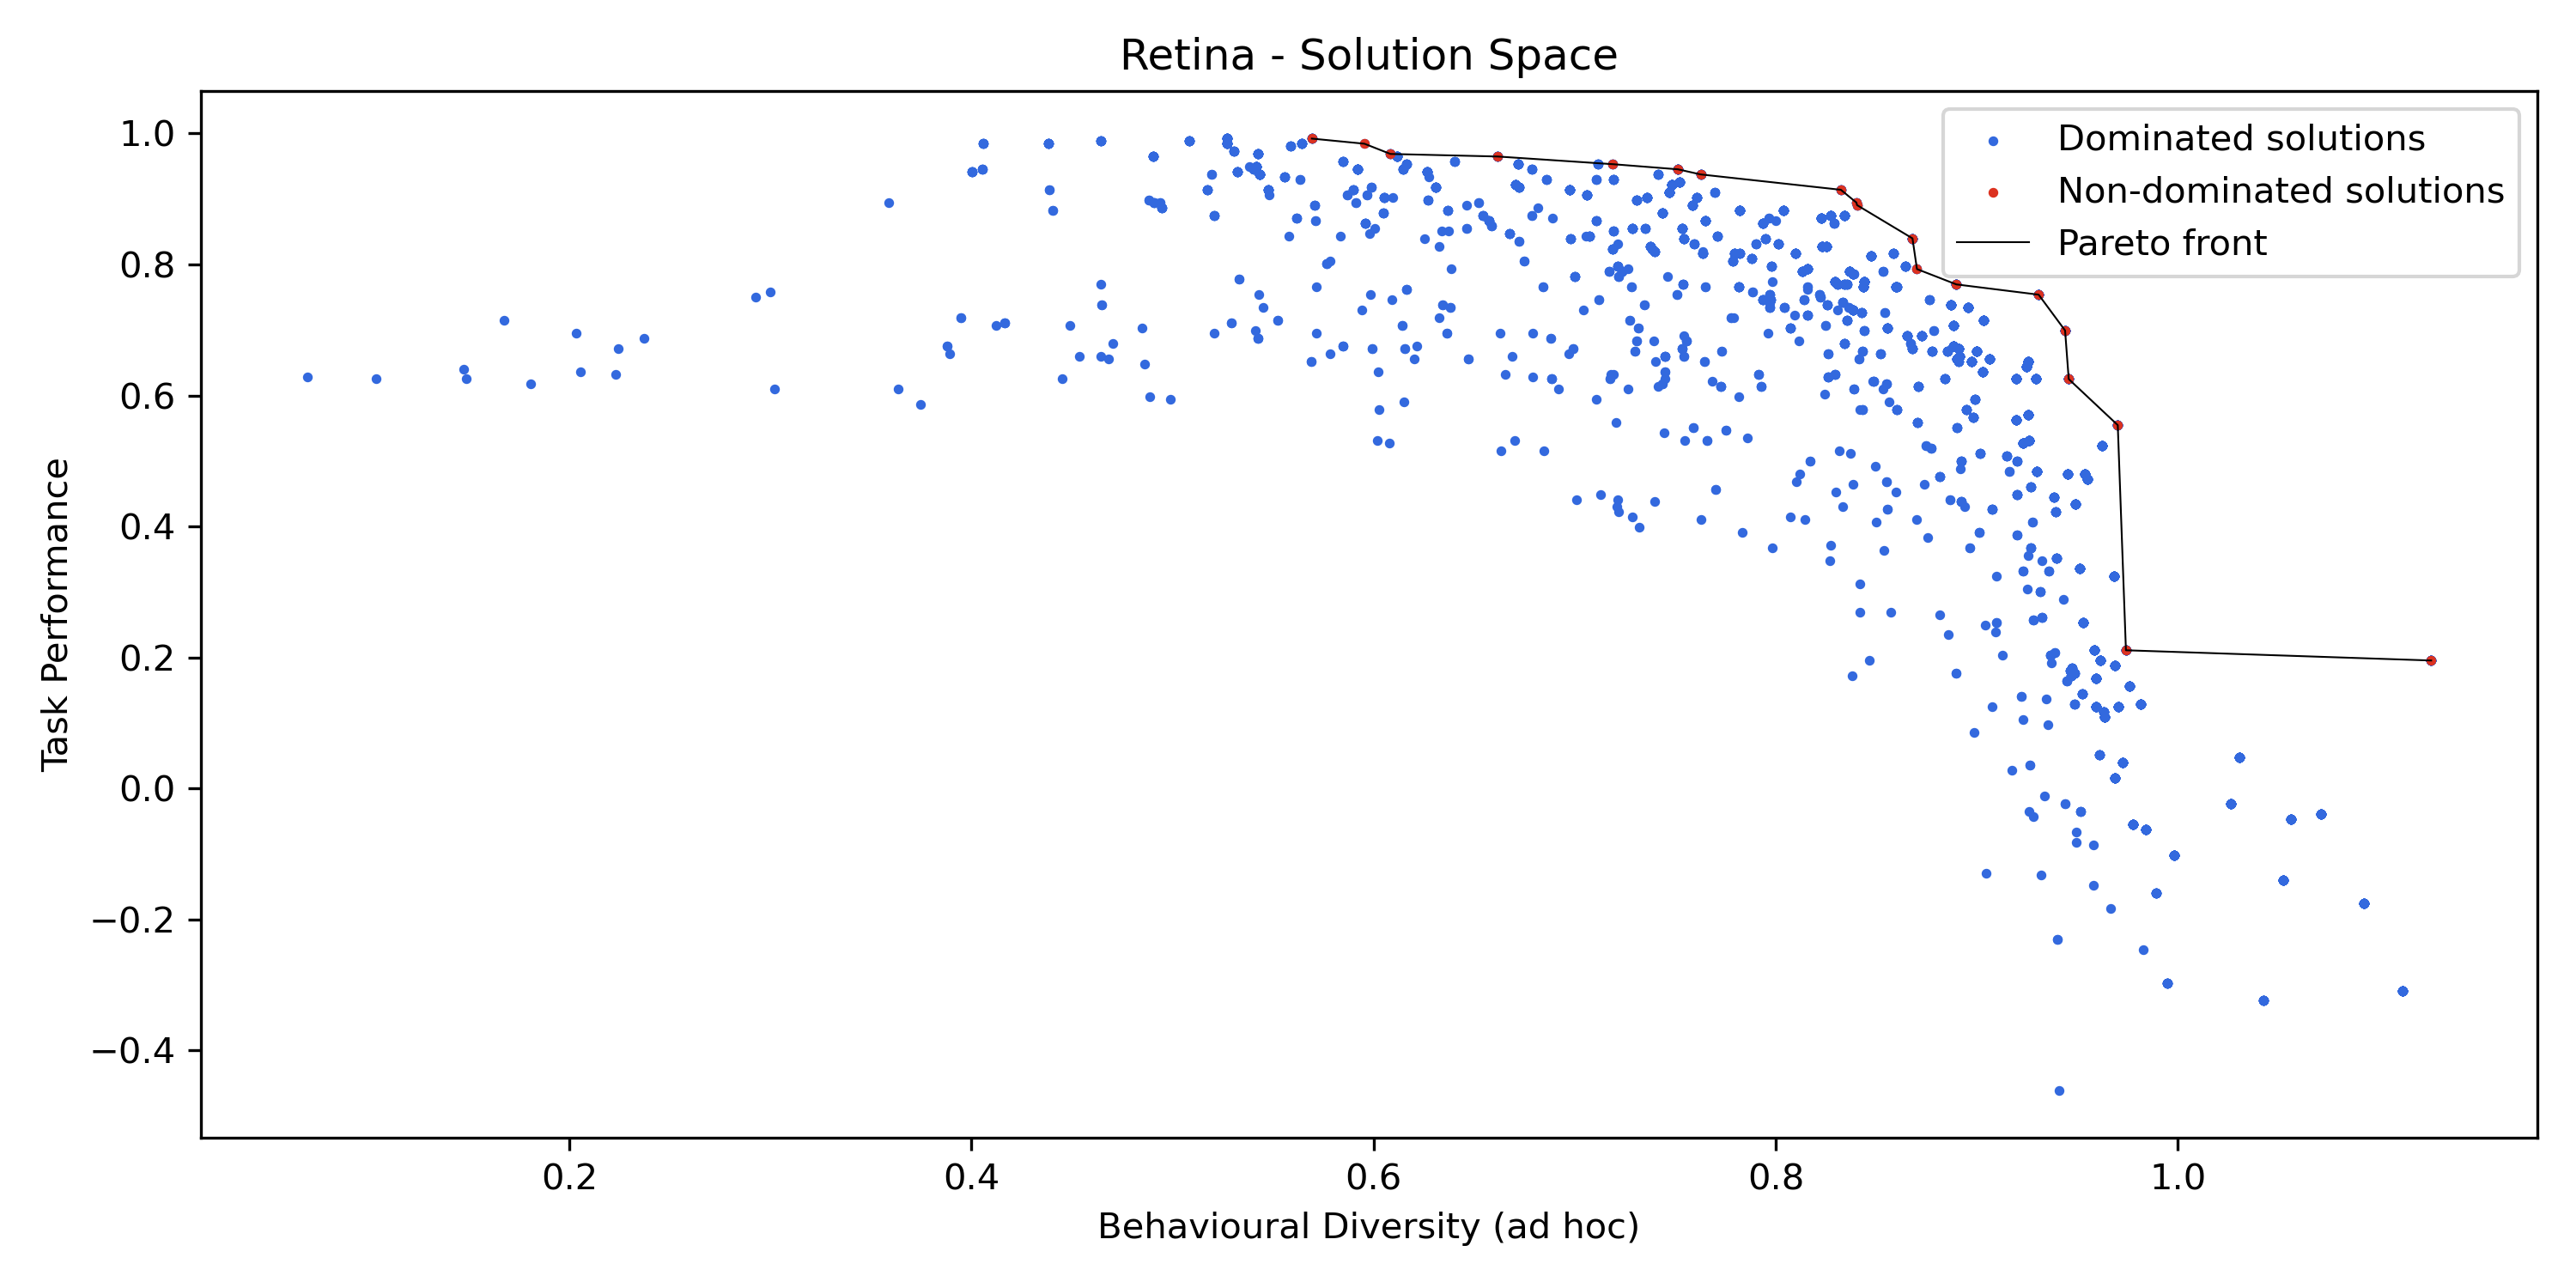 Retina - Solution Space
Dominated solutions
Non-dominated solutions
Pareto front
1.0
0.8
0.6
0.4
0.2
0.0
−0.2
−0.4
Task Performance
0.2
0.4
0.6
0.8
1.0
Behavioural Diversity (ad hoc)